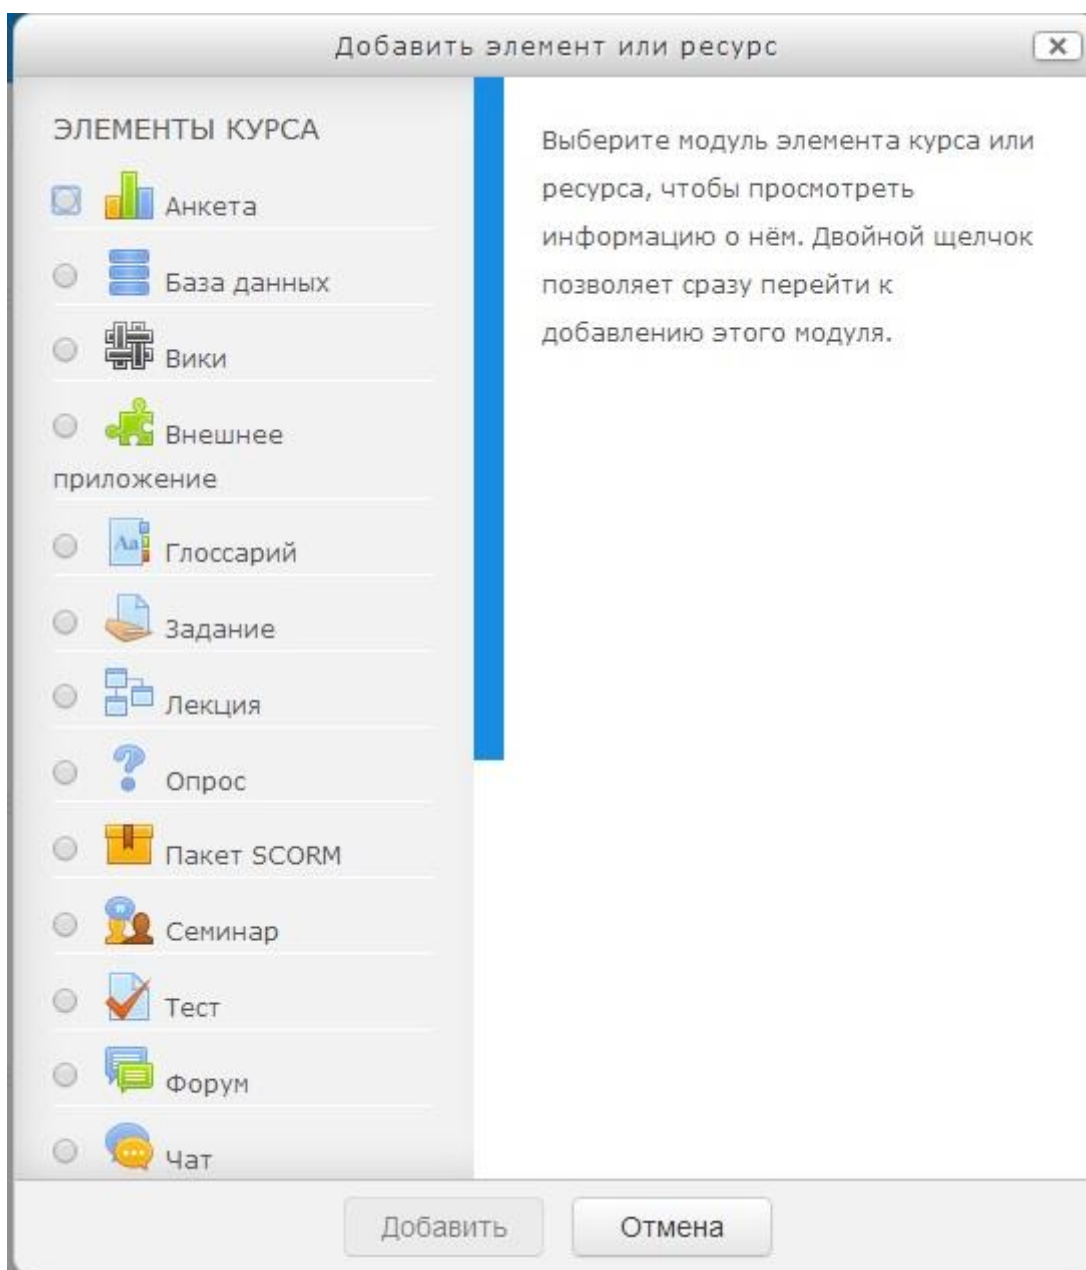 Добавить элемент или ресурс
ЭЛЕМЕНТЫ КУРСА
Анкета
База данных
Вики
Внешнее
приложение
Глоссарий
Задание
Лекция
Опрос
Пакет SCORM
Семинар
Тест
Форум
Чат
Выберите модуль элемента курса или
ресурса, чтобы просмотреть
информацию о нём. Двойной щелчок
позволяет сразу перейти к
добавлению этого модуля.
Добавить
Отмена